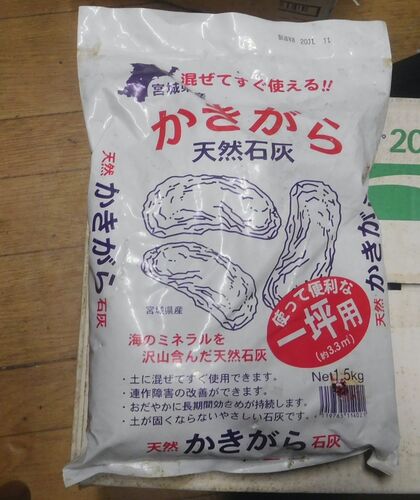 2011. 11
混ぜてすぐ使える!!
宮城県
かきがら
天然石灰
天然 かきがら 石灰
天然 かきがら
宮城県産
使って便利な
一坪用
(約3.3㎡)
海のミネラルを
沢山含んだ天然石灰
Net1.5kg
・土に混ぜてすぐ使用できます。
・連作障害の改善ができます。
・おだやかに長期間効きめが持続します。
・土が固くならないやさしい石灰です。
天然 かきがら 石灰
20